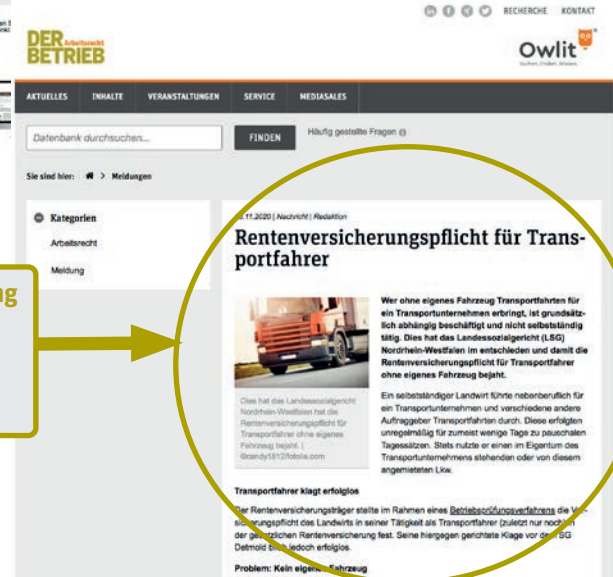 RECHERCHE KONTAKT
DER Arbeitsrecht
BETRIEB
Owlit
AKTUELLES INHALTE VERANSTALTUNGEN SERVICE MEDIASALES
Datenbank durchsuchen...
FINDEN
Häufig gestellte Fragen
Sie sind hier: > Meldungen
Kategorien
Arbeitsrecht
Meldung
.11.2020 | Nachricht | Redaktion
Rentenversicherungspflicht für Trans-
portfahrer
Wer ohne eigenes Fahrzeug Transportfahrten für
ein Transportunternehmen erbringt, ist grundsätz-
lich abhängig beschäftigt und nicht selbstständig
tätig. Dies hat das Landessozialgericht (LSG)
Nordrhein-Westfalen im entschieden und damit die
Rentenversicherungspflicht für Transportfahrer
ohne eigenes Fahrzeug bejaht.
Dies hat das Landessozialgericht
Nordrhein-Westfalen hat die
Rentenversicherungspflicht für
Transportfahrer ohne eigenes
Fahrzeug bejaht. |
©candy1812/fotolia.com
Ein selbstständiger Landwirt führte nebenberuflich für
ein Transportunternehmen und verschiedene andere
Auftraggeber Transportfahrten durch. Diese erfolgten
unregelmäßig für zumeist wenige Tage zu pauschalen
Tagessätzen. Stets nutzte er einen im Eigentum des
Transportunternehmens stehenden oder von diesem
angemieteten Lkw.
Transportfahrer klagt erfolglos
Der Rentenversicherungsträger stellte im Rahmen eines Betriebsprüfungsverfahrens die
sicherungspflicht des Landwirts in seiner Tätigkeit als Transportfahrer (zuletzt nur noch) in
der gesetzlichen Rentenversicherung fest. Seine hiergegen gerichtete Klage vor dem SG
Detmold blieb jedoch erfolglos.
Problem: Kein eigenes Fahrzeug